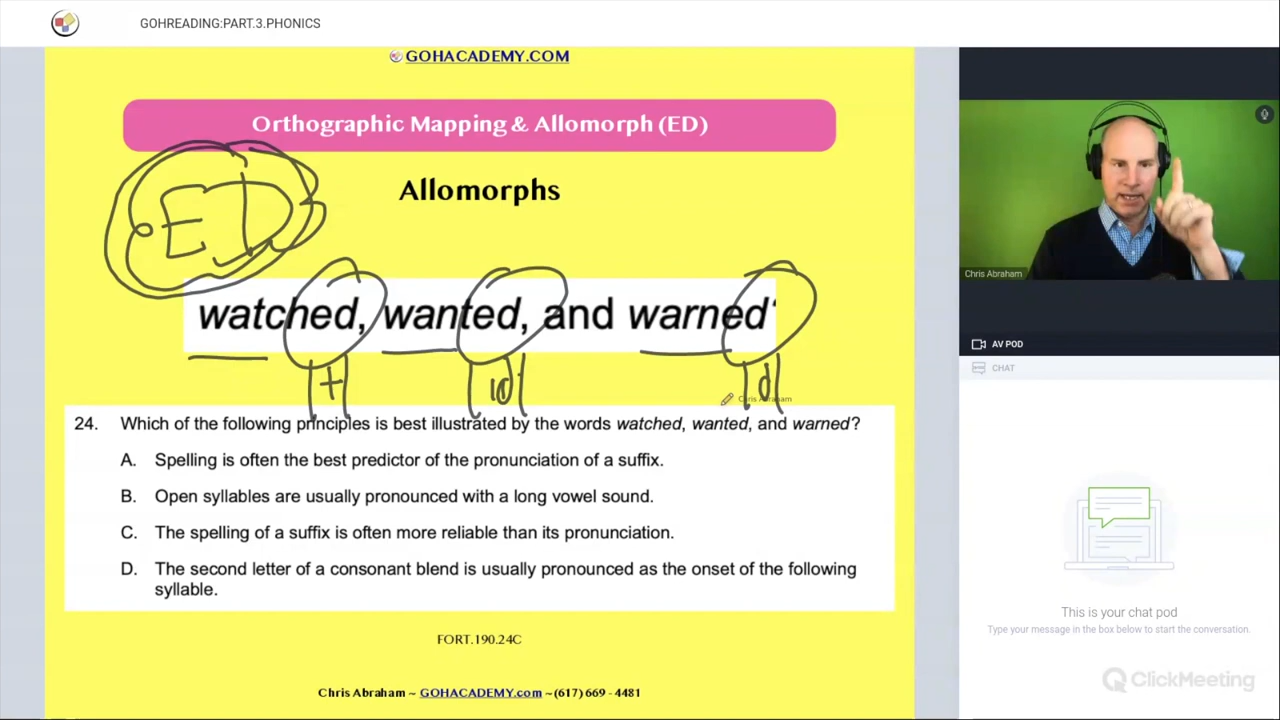 GOHREADING:PART.3.PHONICS
GOHACADEMY.COM
Orthographic Mapping & Allomorph (ED)
Allomorphs
ED
watched, wanted, and warned
|t| |id| |d|
Chris Abraham
24. Which of the following principles is best illustrated by the words watched, wanted, and warned?
A. Spelling is often the best predictor of the pronunciation of a suffix.
B. Open syllables are usually pronounced with a long vowel sound.
C. The spelling of a suffix is often more reliable than its pronunciation.
D. The second letter of a consonant blend is usually pronounced as the onset of the following
syllable.
FORT.190.24C
Chris Abraham ~ GOHACADEMY.com ~ (617) 669 - 4481
Chris Abraham
AV POD
CHAT
This is your chat pod
Type your message in the box below to start the conversation.
ClickMeeting